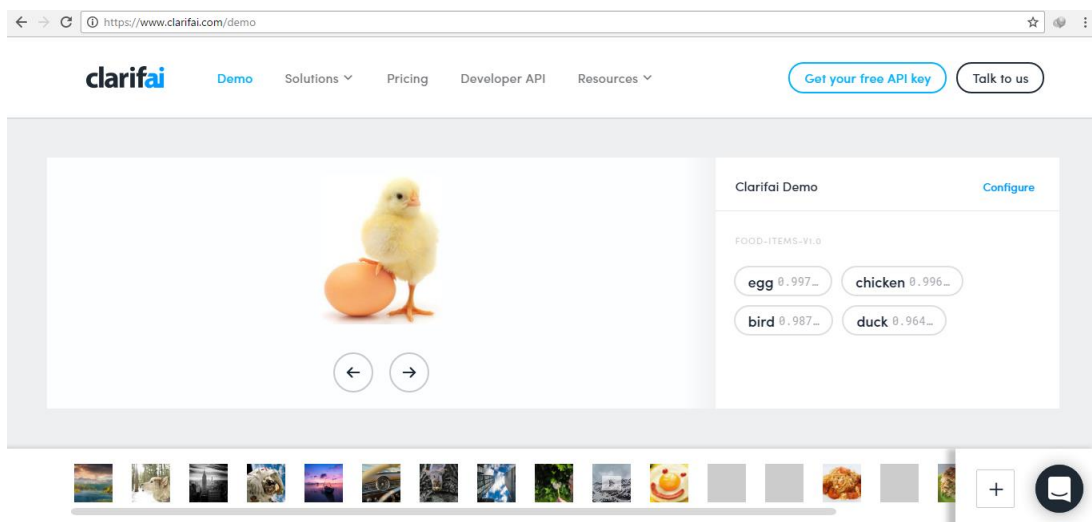 https://www.clarifai.com/demo
clarifai Demo Solutions Pricing Developer API Resources Get your free API key Talk to us
Clarifai Demo Configure
FOOD-ITEMS-V1.0
egg 0.997… chicken 0.996…
bird 0.987… duck 0.964…